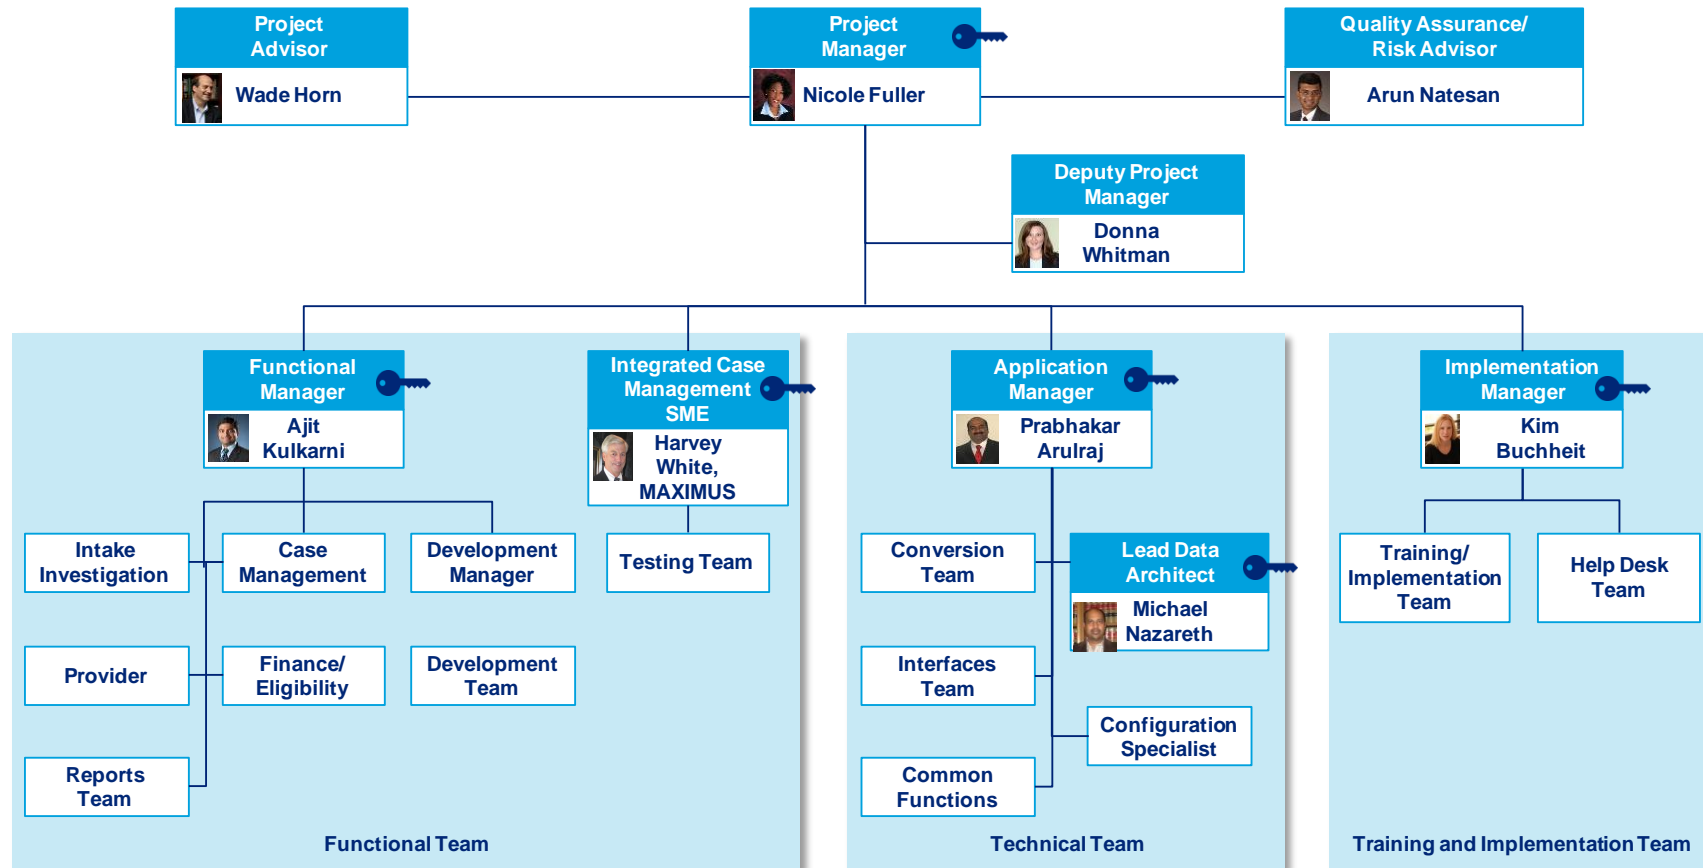 Project
Advisor
Wade Horn
Project
Manager
Nicole Fuller
Quality Assurance/
Risk Advisor
Arun Natesan
Deputy Project
Manager
Donna
Whitman
Functional
Manager
Ajit
Kulkarni
Integrated Case
Management
SME
Harvey
White,
MAXIMUS
Application
Manager
Prabhakar
Arulraj
Implementation
Manager
Kim
Buchheit
Intake
Investigation
Case
Management
Development
Manager
Testing Team
Conversion
Team
Lead Data
Architect
Michael
Nazareth
Training/
Implementation
Team
Help Desk
Team
Provider
Finance/
Eligibility
Development
Team
Interfaces
Team
Configuration
Specialist
Reports
Team
Common
Functions
Functional Team
Technical Team
Training and Implementation Team